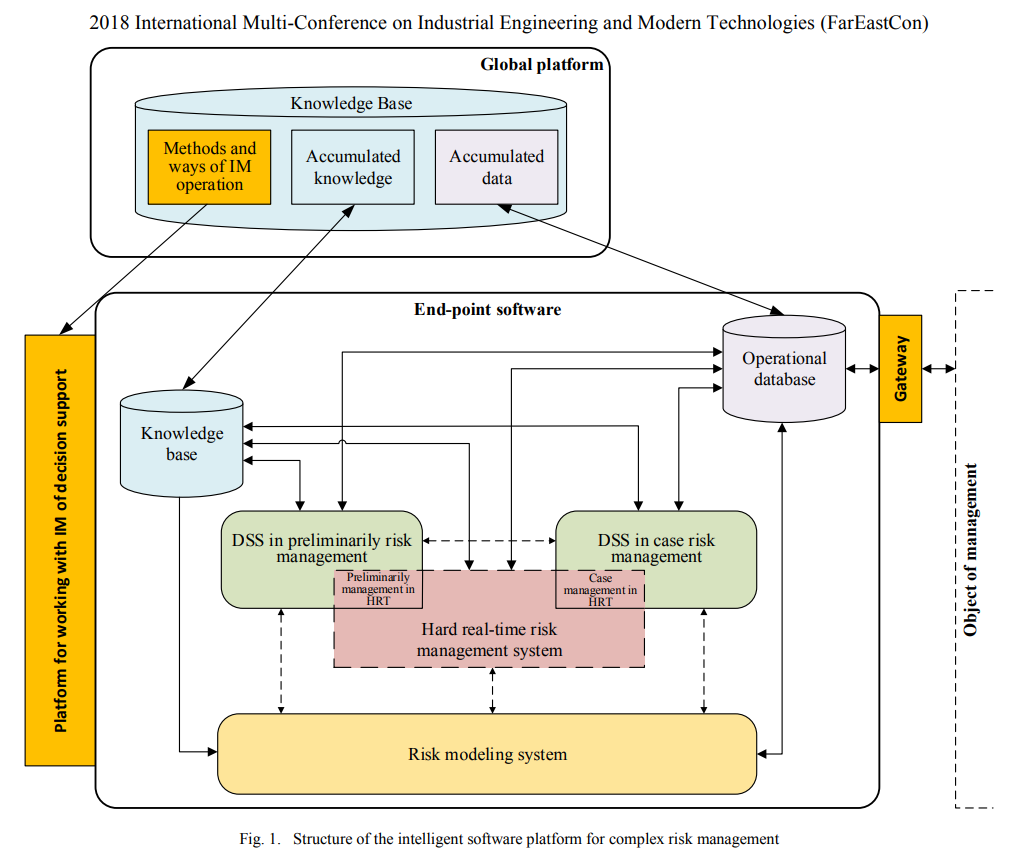 2018 International Multi-Conference on Industrial Engineering and Modern Technologies (FarEastCon)
Global platform
Knowledge Base
Methods and
ways of IM
operation
Accumulated
knowledge
Accumulated
data
End-point software
Platform for working with IM of decision support
Operational
database
Gateway
Object of management
Knowledge
base
DSS in preliminarily risk
management
DSS in case risk
management
Preliminarily
management in
HRT
Case
management in
HRT
Hard real-time risk
management system
Risk modeling system
Fig. 1. Structure of the intelligent software platform for complex risk management